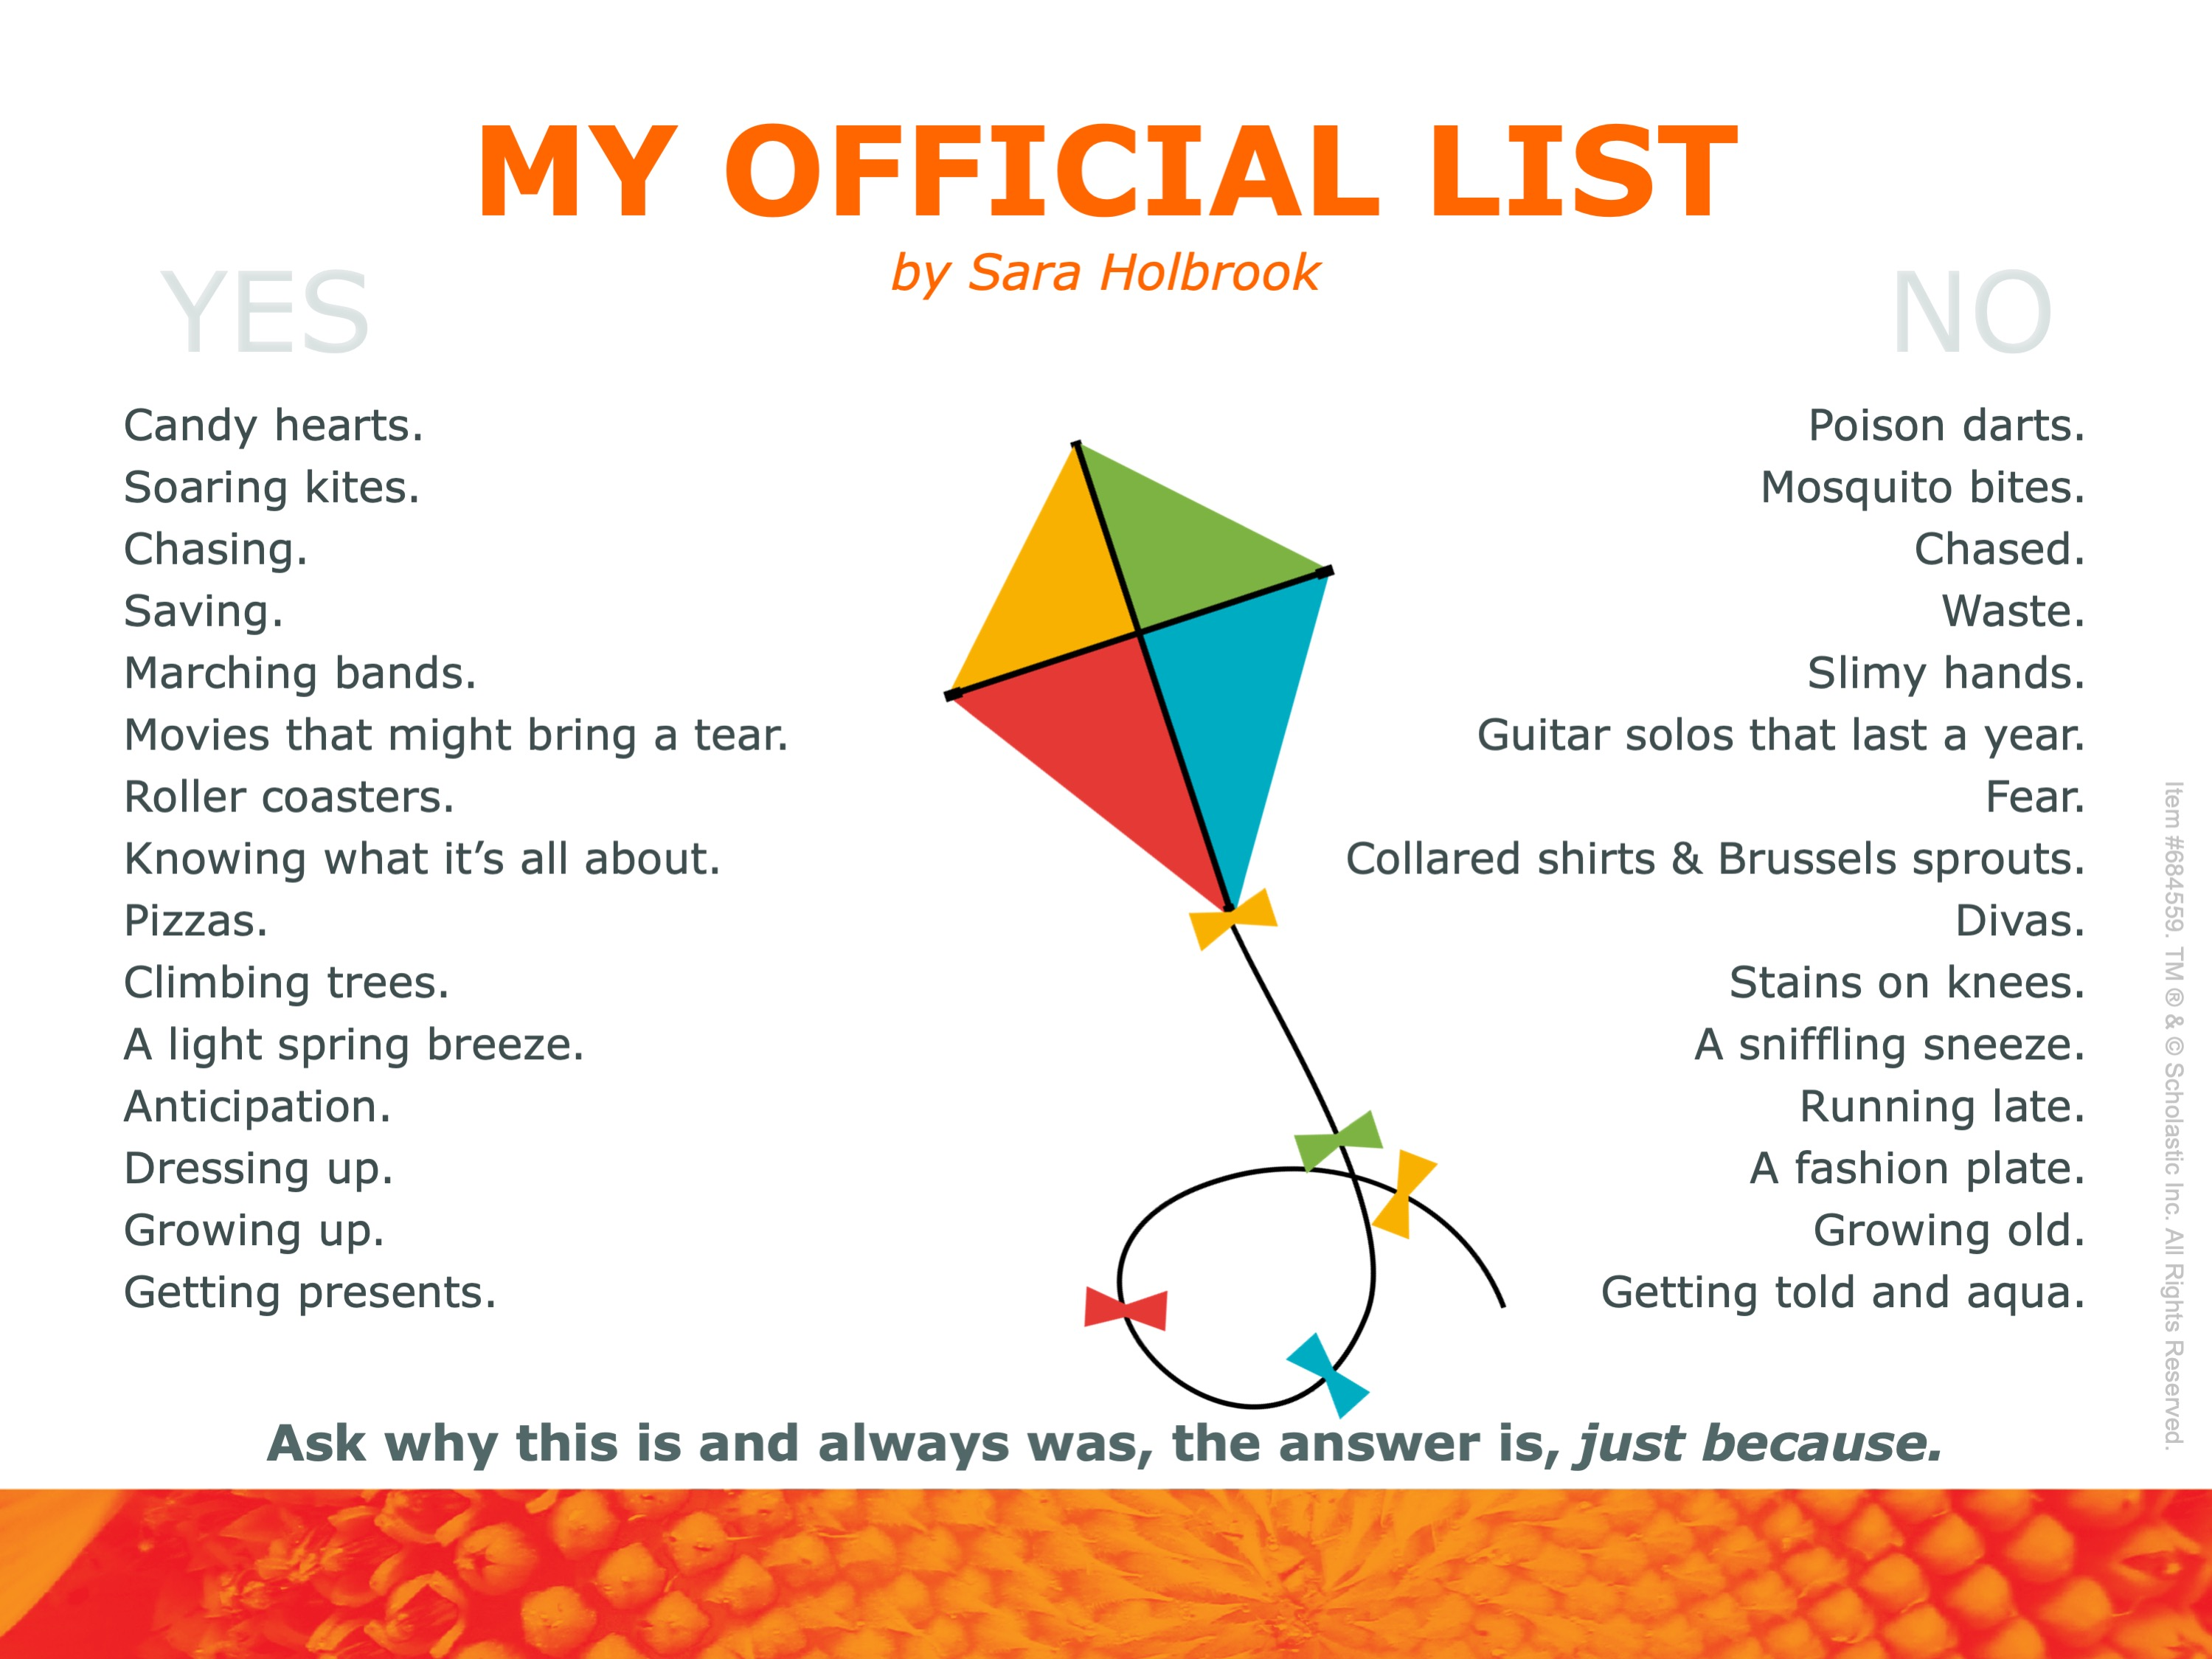 MY OFFICIAL LIST
by Sara Holbrook
YES
Candy hearts.
Soaring kites.
Chasing.
Saving.
Marching bands.
Movies that might bring a tear.
Roller coasters.
Knowing what it’s all about.
Pizzas.
Climbing trees.
A light spring breeze.
Anticipation.
Dressing up.
Growing up.
Getting presents.
NO
Poison darts.
Mosquito bites.
Chased.
Waste.
Slimy hands.
Guitar solos that last a year.
Fear.
Collared shirts & Brussels sprouts.
Divas.
Stains on knees.
A sniffling sneeze.
Running late.
A fashion plate.
Growing old.
Getting told and aqua.
Ask why this is and always was, the answer is, just because.
Item #684559. TM ® & © Scholastic Inc. All Rights Reserved.